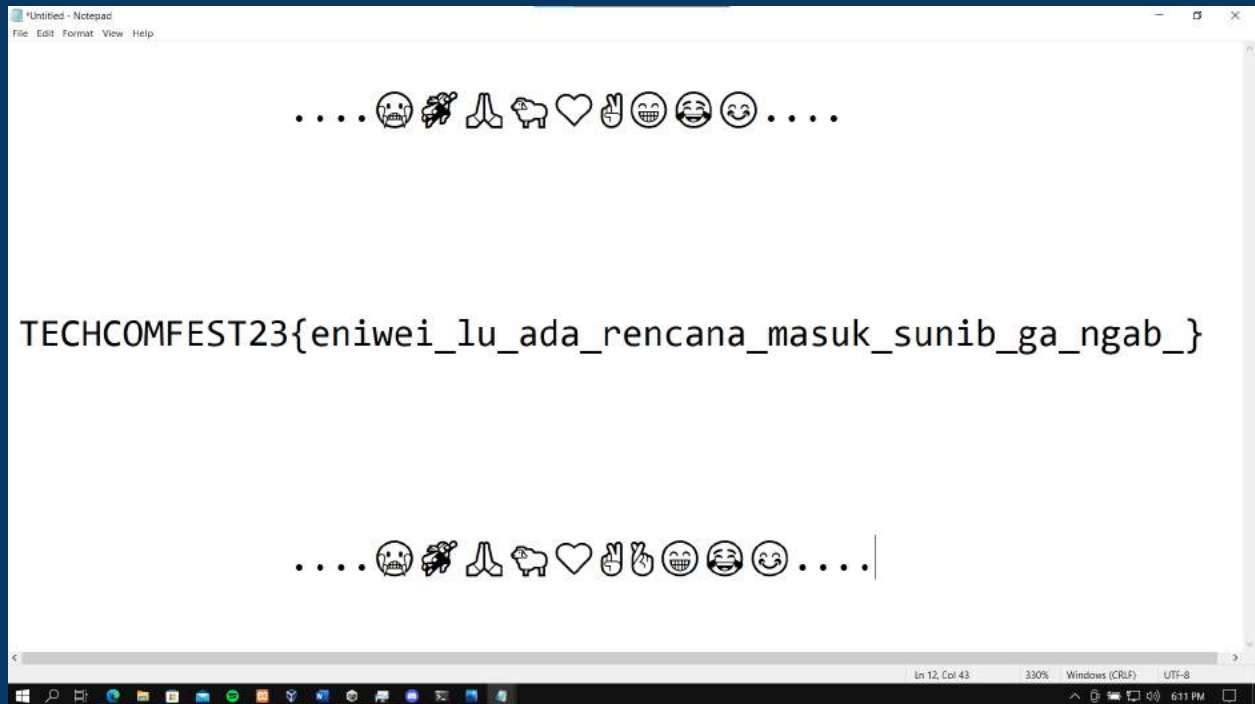 *Untitled - Notepad
File Edit Format View Help
....🥶🦸🙏🐑♡✌😁😂😊....
TECHCOMFEST23{eniwei_lu_ada_rencana_masuk_sunib_ga_ngab_}
....🥶🦸🙏🐑♡✌🤞😁😂😊....
Ln 12, Col 43 330% Windows (CRLF) UTF-8
6:11 PM